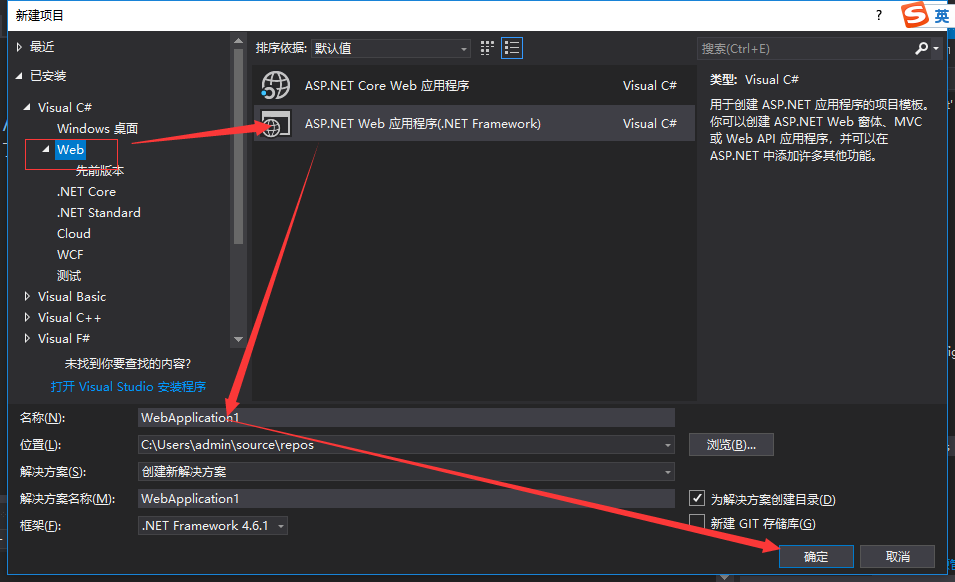 新建项目
?
英
最近
已安装
Visual C#
Windows 桌面
Web
先前版本
.NET Core
.NET Standard
Cloud
WCF
测试
Visual Basic
Visual C++
Visual F#
未找到你要查找的内容?
打开 Visual Studio 安装程序
排序依据: 默认值
ASP.NET Core Web 应用程序 Visual C#
ASP.NET Web 应用程序(.NET Framework) Visual C#
搜索(Ctrl+E)
类型: Visual C#
用于创建 ASP.NET 应用程序的项目模板。
你可以创建 ASP.NET Web 窗体、MVC
或 Web API 应用程序，并可以在
ASP.NET 中添加许多其他功能。
名称(N): WebApplication1
位置(L): C:\Users\admin\source\repos 浏览(B)...
解决方案(S): 创建新解决方案
解决方案名称(M): WebApplication1 为解决方案创建目录(D)
框架(F): .NET Framework 4.6.1 新建 GIT 存储库(G)
确定 取消